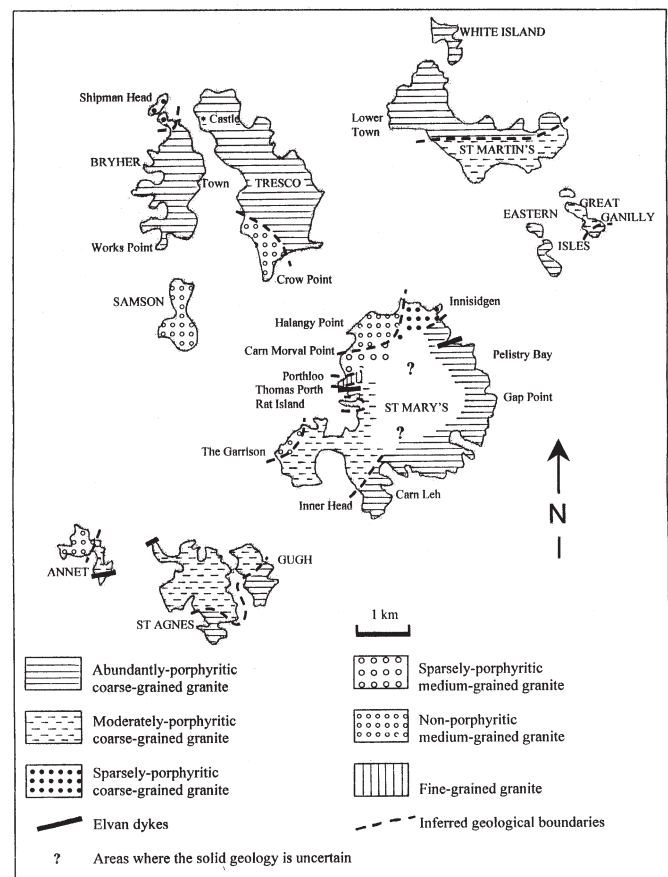 WHITE ISLAND
Shipman Head
* Castle
Lower
Town
ST MARTIN'S
BRYHER
Town
TRESCO
GREAT
GANILLY
EASTERN
ISLES
Works Point
Crow Point
SAMSON
Innisidgen
Halangy Point
Carn Morval Point
?
Pelistry Bay
Porthloo
Thomas Porth
Rat Island
ST MARY'S
Gap Point
?
The Garrison
Carn Leh
Inner Head
N
ANNET
GUGH
ST AGNES
1 km
Abundantly-porphyritic
coarse-grained granite
Moderately-porphyritic
coarse-grained granite
Sparsely-porphyritic
coarse-grained granite
Elvan dykes
? Areas where the solid geology is uncertain
Sparsely-porphyritic
medium-grained granite
Non-porphyritic
medium-grained granite
Fine-grained granite
Inferred geological boundaries